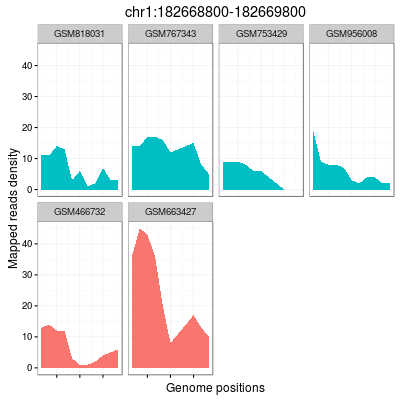 chr1:182668800-182669800
GSM818031 GSM767343 GSM753429 GSM956008
40
30
20
10
0
Mapped reads density
GSM466732 GSM663427
40
30
20
10
0
Genome positions